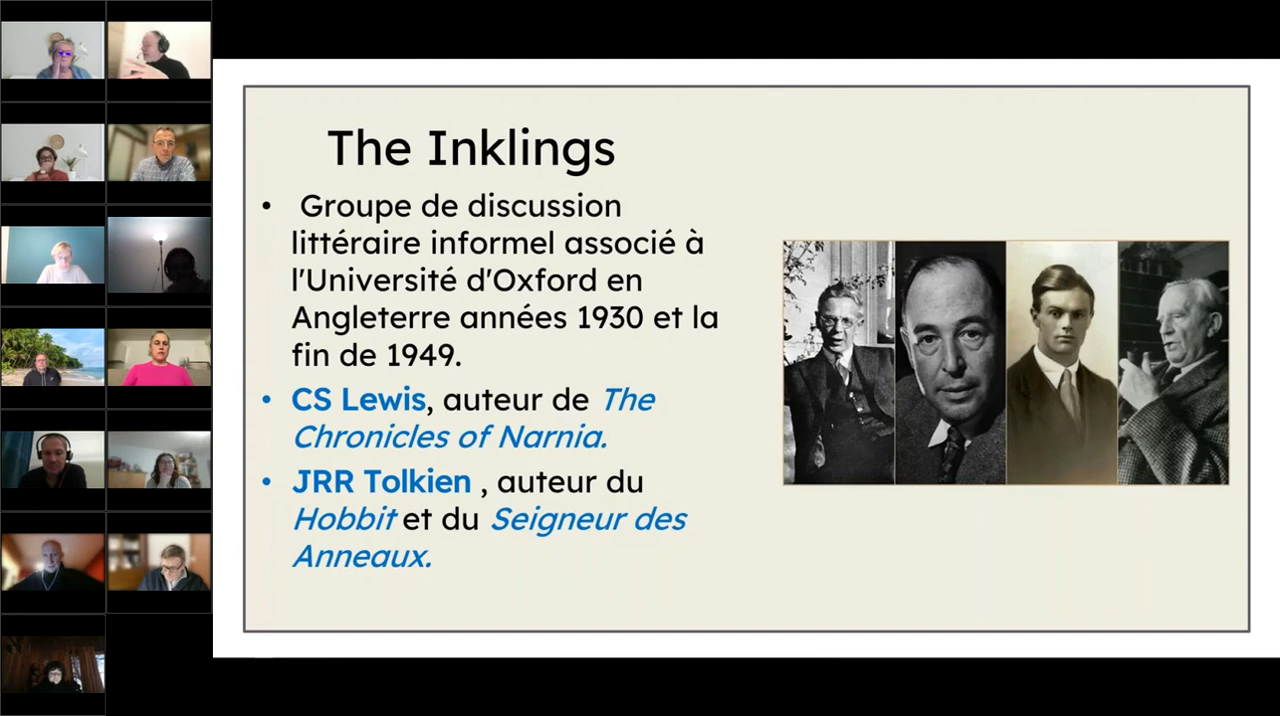 The Inklings
• Groupe de discussion
littéraire informel associé à
l'Université d'Oxford en
Angleterre années 1930 et la
fin de 1949.
• CS Lewis, auteur de The
Chronicles of Narnia.
• JRR Tolkien , auteur du
Hobbit et du Seigneur des
Anneaux.